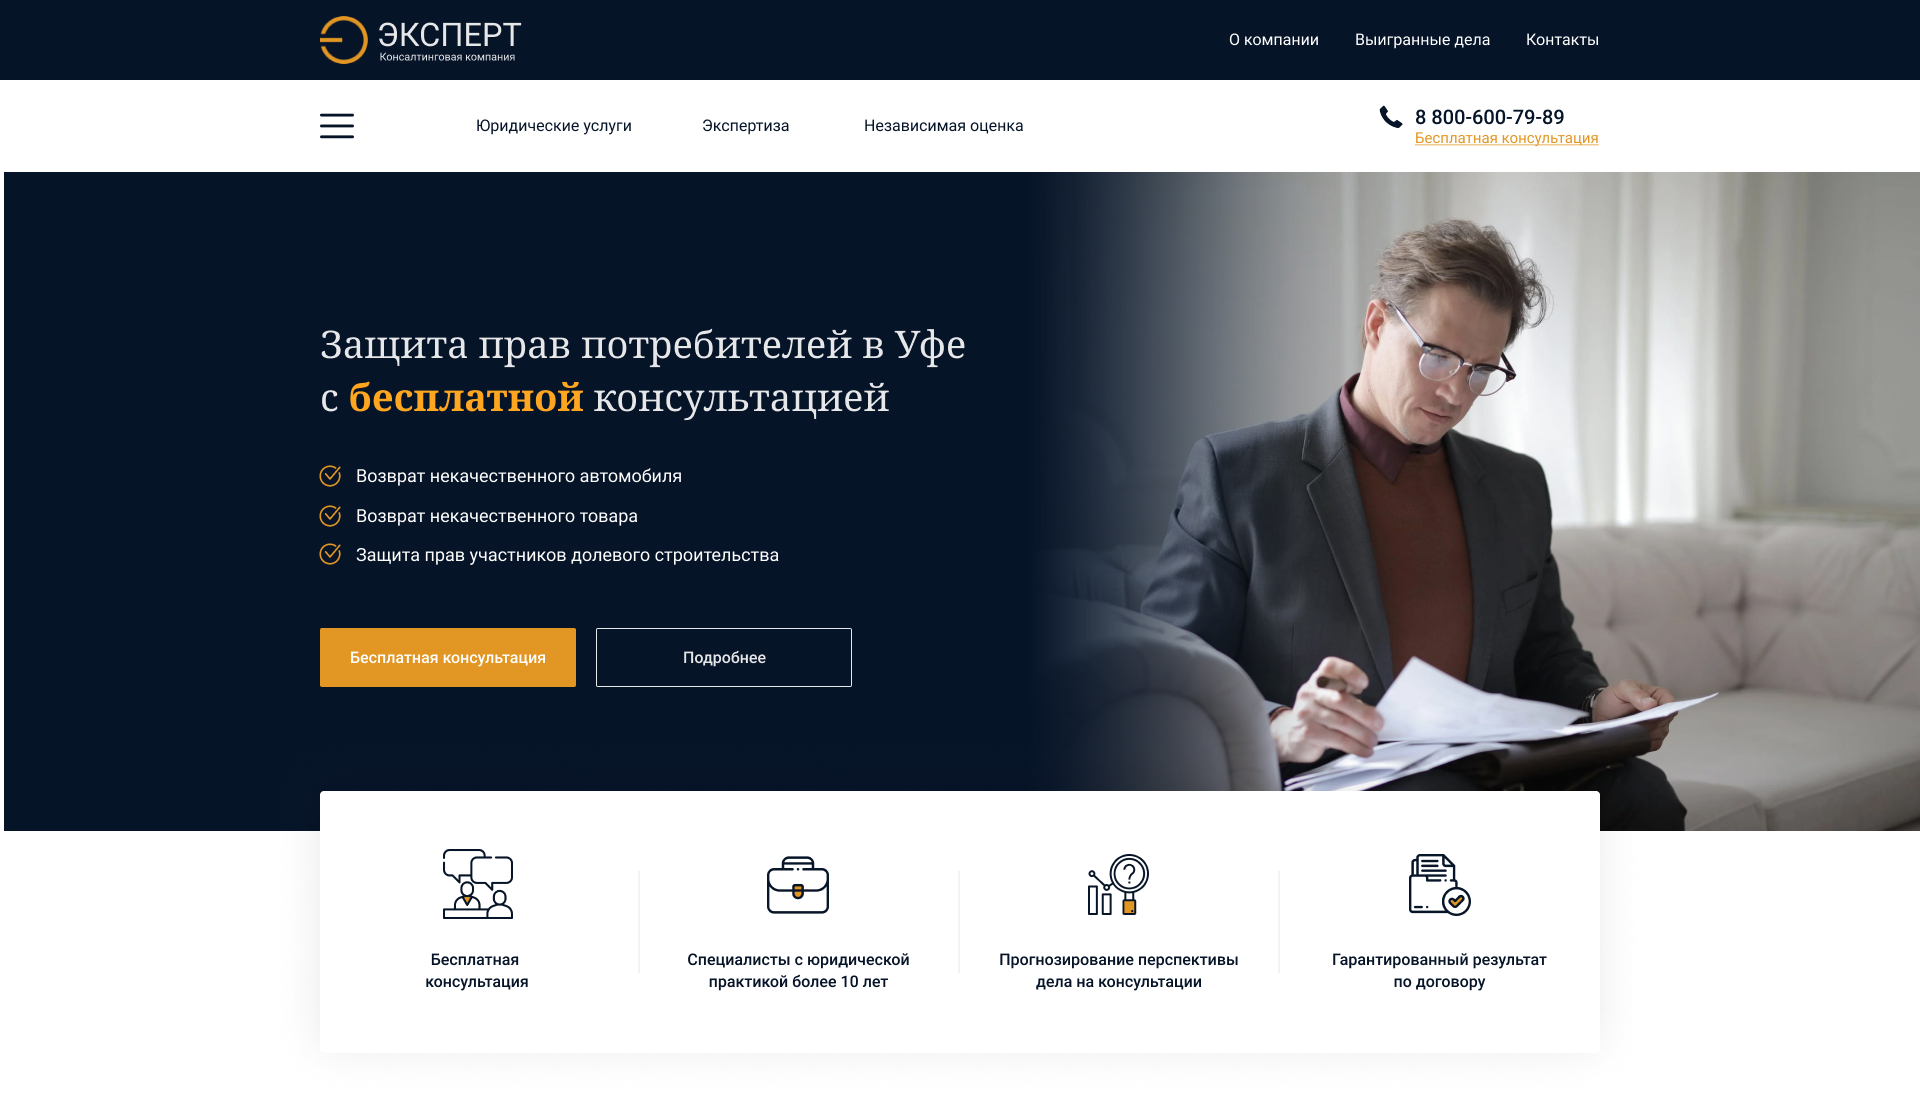 ЭКСПЕРТ
Консалтинговая компания
О компании
Выигранные дела
Контакты
Юридические услуги
Экспертиза
Независимая оценка
8 800-600-79-89
Бесплатная консультация
Защита прав потребителей в Уфе
с бесплатной консультацией
Возврат некачественного автомобиля
Возврат некачественного товара
Защита прав участников долевого строительства
Бесплатная консультация
Подробнее
Бесплатная
консультация
Специалисты с юридической
практикой более 10 лет
Прогнозирование перспективы
дела на консультации
Гарантированный результат
по договору